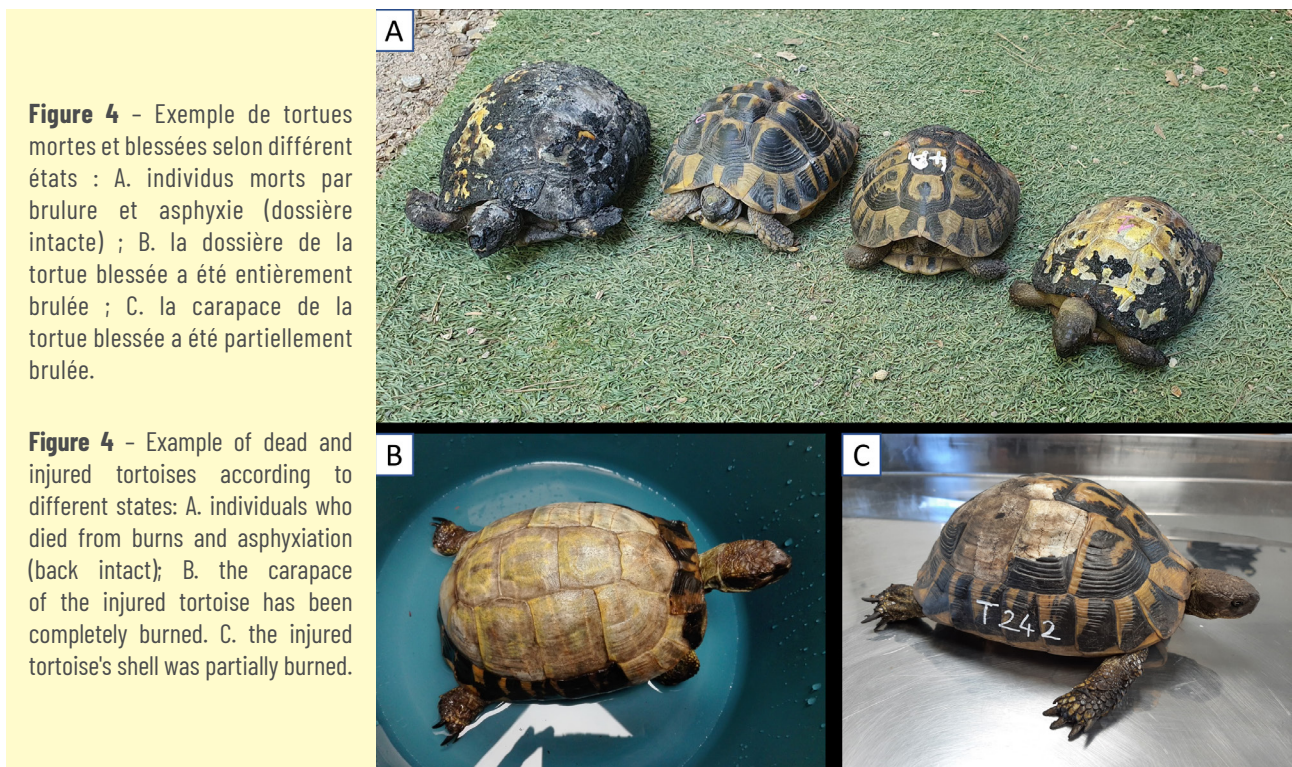 Figure 4 – Exemple de tortues
mortes et blessées selon différent
états : A. individus morts par
brulure et asphyxie (dossière
intacte) ; B. la dossière de la
tortue blessée a été entièrement
brulée ; C. la carapace de la
tortue blessée a été partiellement
brulée.
Figure 4 – Example of dead and
injured tortoises according to
different states: A. individuals who
died from burns and asphyxiation
(back intact); B. the carapace
of the injured tortoise has been
completely burned. C. the injured
tortoise's shell was partially burned.
A
B
C
T242